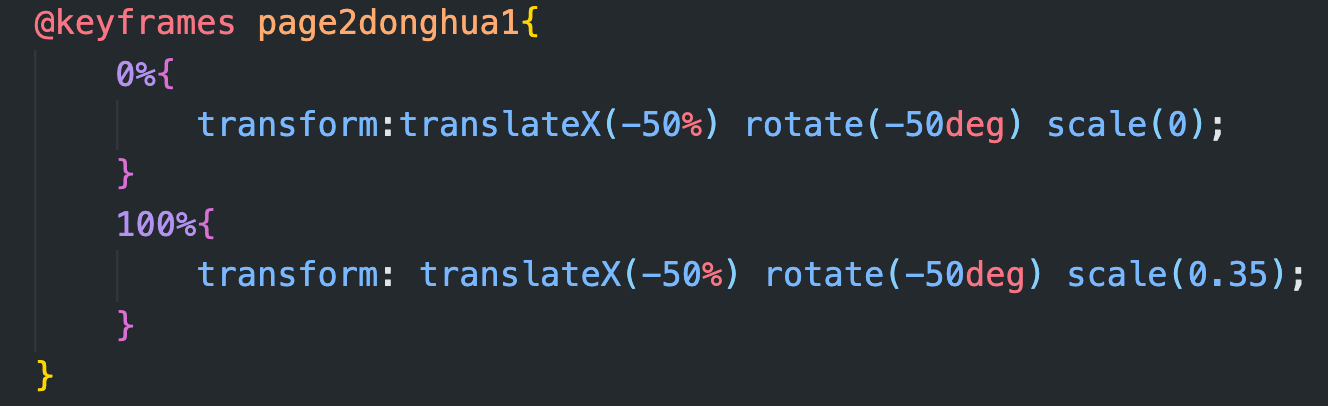 @keyframes page2donghua1{
0%{
transform:translateX(-50%) rotate(-50deg) scale(0);
}
100%{
transform: translateX(-50%) rotate(-50deg) scale(0.35);
}
}